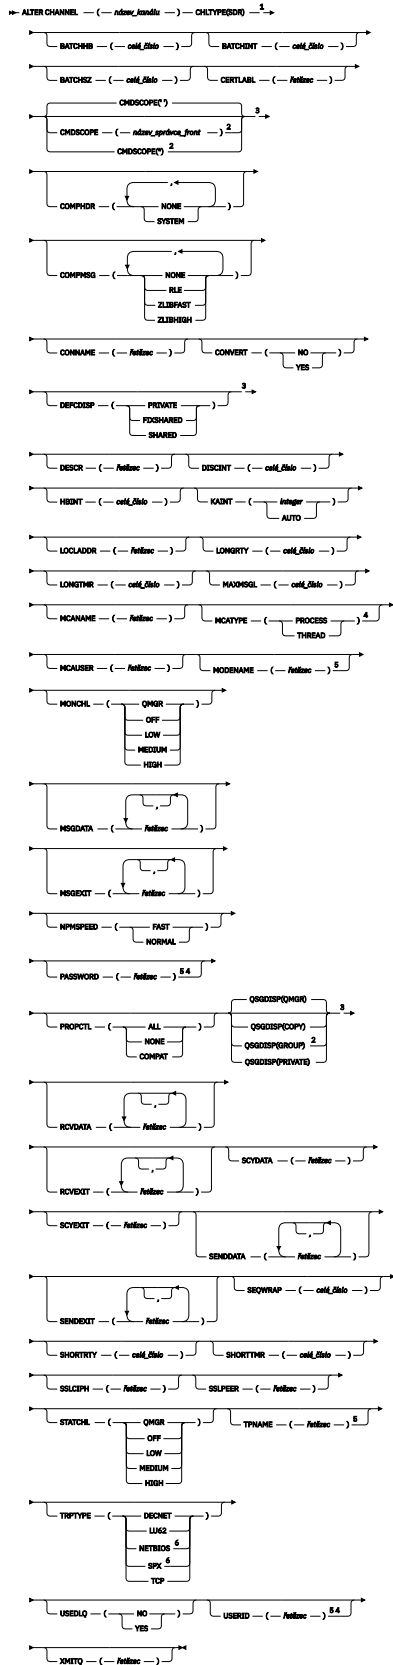 ALTER CHANNEL ( název_kanálu ) CHLTYPE(SDR) 1
BATCHHB ( celé_číslo ) BATCHINT ( celé_číslo )
BATCHSZ ( celé_číslo ) CERTLABL ( řetězec )
CMDSCOPE(' ') 3
CMDSCOPE ( název_správce_front ) 2
CMDSCOPE(*) 2
,
COMPHDR ( NONE )
SYSTEM
,
COMPMSG ( NONE )
RLE
ZLIBFAST
ZLIBHIGH
CONNAME ( řetězec ) CONVERT ( NO )
YES
DEFCDISP ( PRIVATE ) 3
FIXSHARED
SHARED
DESCR ( řetězec ) DISCINT ( celé_číslo )
HBINT ( celé_číslo ) KAINT ( integer )
AUTO
LOCLADDR ( řetězec ) LONGRTY ( celé_číslo )
LONGTMR ( celé_číslo ) MAXMSGL ( celé_číslo )
MCANAME ( řetězec ) MCATYPE ( PROCESS ) 4
THREAD
MCAUSER ( řetězec ) MODENAME ( řetězec ) 5
MONCHL ( QMGR )
OFF
LOW
MEDIUM
HIGH
,
MSGDATA ( řetězec )
,
MSGEXIT ( řetězec )
NPMSPEED ( FAST )
NORMAL
PASSWORD ( řetězec ) 5 4
QSGDISP(QMGR) 3
PROPCTL ( ALL ) QSGDISP(COPY)
NONE QSGDISP(GROUP) 2
COMPAT QSGDISP(PRIVATE)
,
RCVDATA ( řetězec )
,
RCVEXIT ( řetězec ) SCYDATA ( řetězec )
SCYEXIT ( řetězec ) ,
SENDDATA ( řetězec )
,
SENDEXIT ( řetězec ) SEQWRAP ( celé_číslo )
SHORTRTY ( celé_číslo ) SHORTTMR ( celé_číslo )
SSLCIPH ( řetězec ) SSLPEER ( řetězec )
STATCHL ( QMGR ) TPNAME ( řetězec ) 5
OFF
LOW
MEDIUM
HIGH
TRPTYPE ( DECNET )
LU62
NETBIOS 6
SPX 6
TCP
USEDLQ ( NO ) USERID ( řetězec ) 5 4
YES
XMITQ ( řetězec )